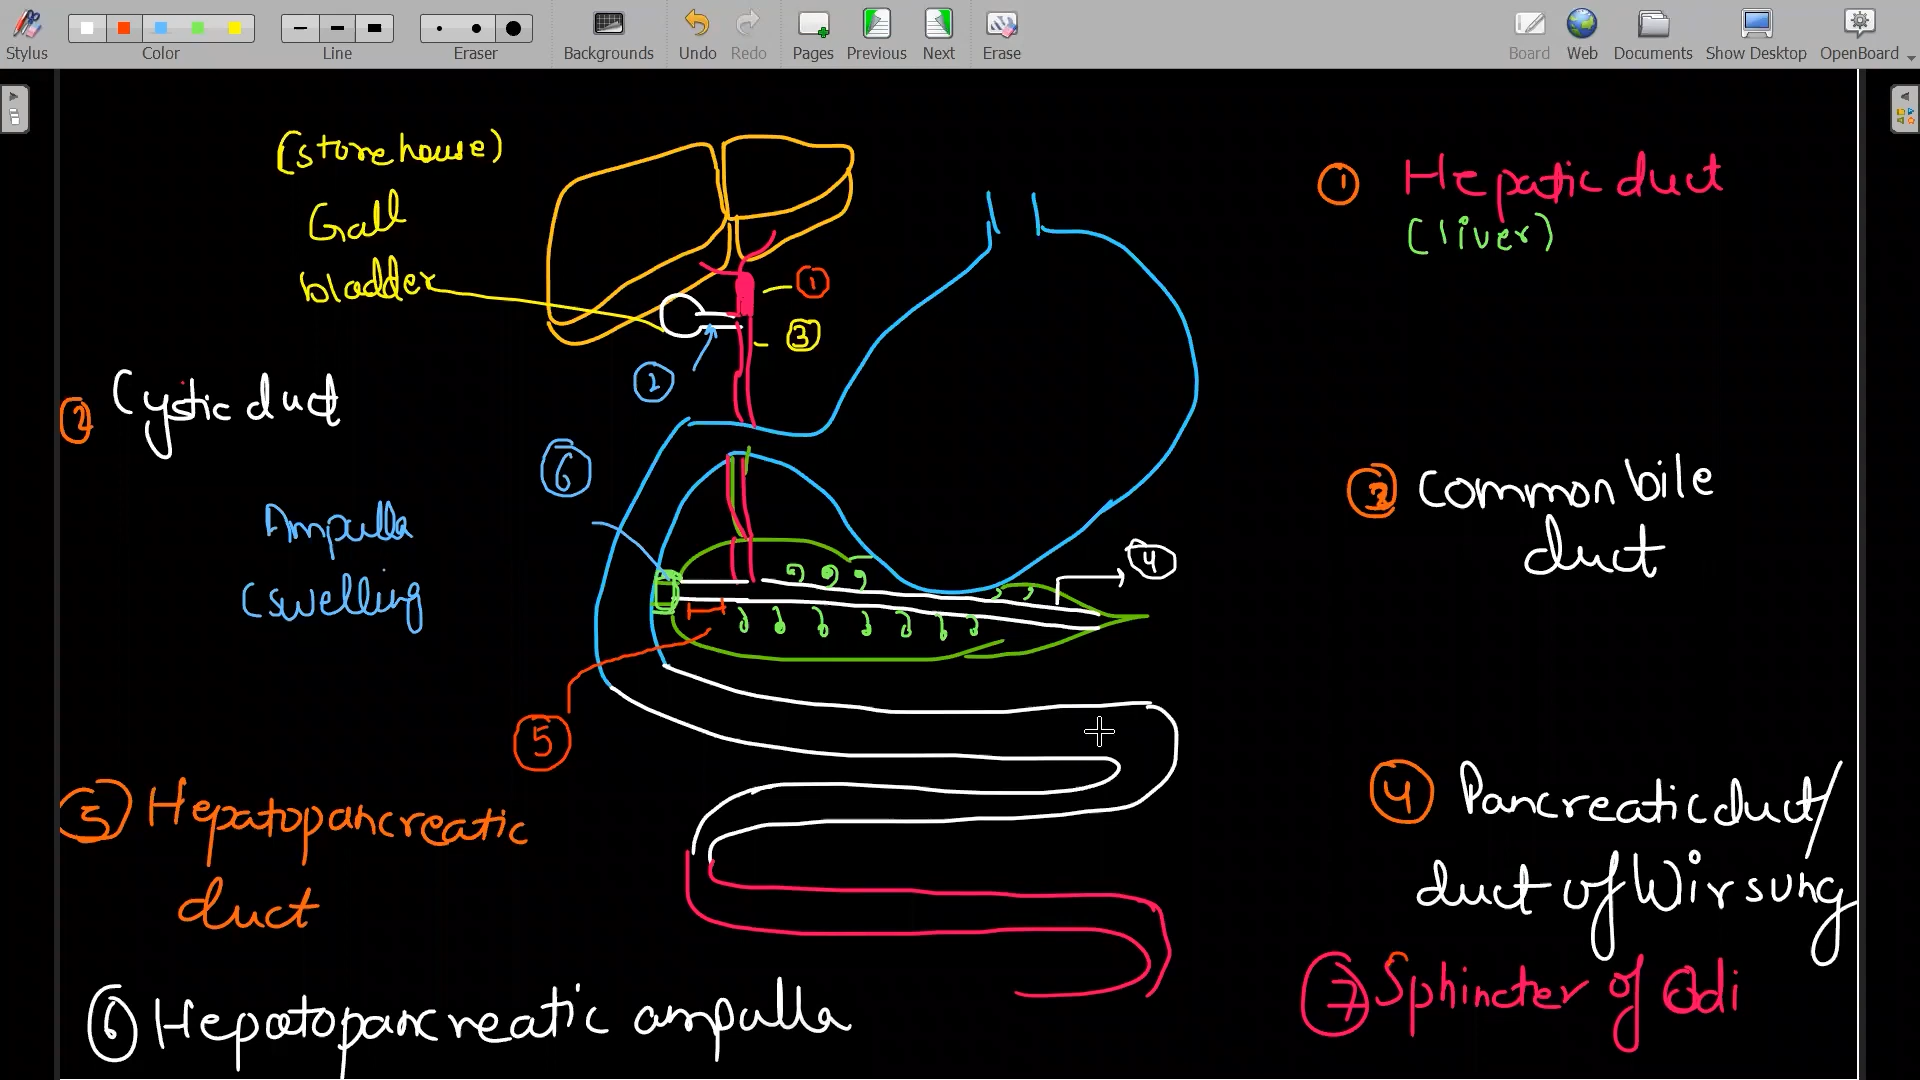 Stylus
Color
Line
Eraser
Backgrounds
Undo
Redo
Pages
Previous
Next
Erase
Board
Web
Documents
Show Desktop
OpenBoard
(storehouse)
Gall
bladder
① Hepatic duct
(liver)
①
③
②
② Cystic duct
⑥
Ampulla
(swelling
③ common bile
duct
④
⑤
⑤ Hepatopancreatic
duct
④ Pancreatic duct/
duct of Wirsung
⑥ Hepatopancreatic ampulla
⑦ Sphincter of Odi